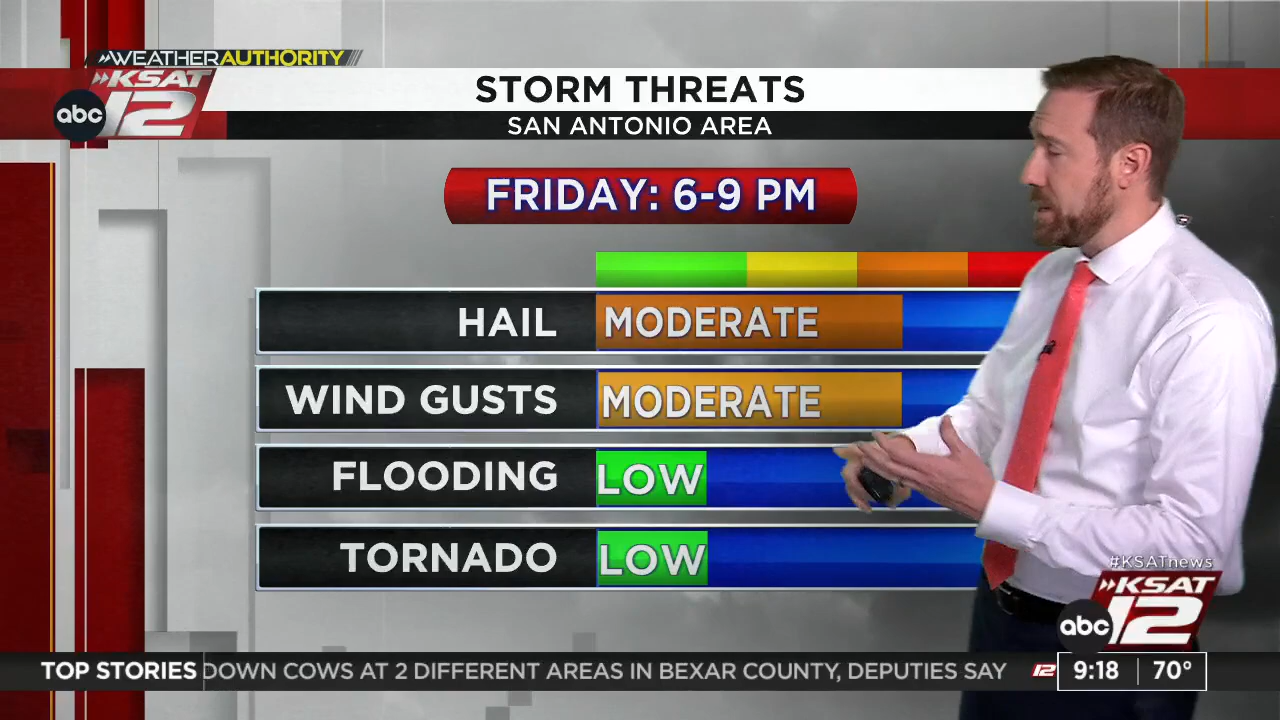 WEATHERAUTHORITY
KSAT
abc 12
STORM THREATS
SAN ANTONIO AREA
FRIDAY: 6-9 PM
HAIL MODERATE
WIND GUSTS MODERATE
FLOODING LOW
TORNADO LOW
#KSATnews
KSAT
abc 12
TOP STORIES DOWN COWS AT 2 DIFFERENT AREAS IN BEXAR COUNTY, DEPUTIES SAY 12 9:18 70°